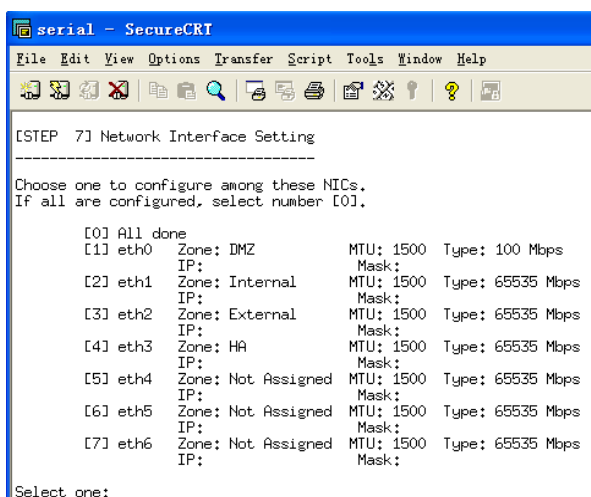 serial - SecureCRT
File Edit View Options Transfer Script Tools Window Help
[STEP  7] Network Interface Setting
-----------------------------------
Choose one to configure among these NICs.
If all are configured, select number [0].
[0] All done
[1] eth0 Zone: DMZ MTU: 1500 Type: 100 Mbps
IP: Mask:
[2] eth1 Zone: Internal MTU: 1500 Type: 65535 Mbps
IP: Mask:
[3] eth2 Zone: External MTU: 1500 Type: 65535 Mbps
IP: Mask:
[4] eth3 Zone: HA MTU: 1500 Type: 65535 Mbps
IP: Mask:
[5] eth4 Zone: Not Assigned MTU: 1500 Type: 65535 Mbps
IP: Mask:
[6] eth5 Zone: Not Assigned MTU: 1500 Type: 65535 Mbps
IP: Mask:
[7] eth6 Zone: Not Assigned MTU: 1500 Type: 65535 Mbps
IP: Mask:
Select one: